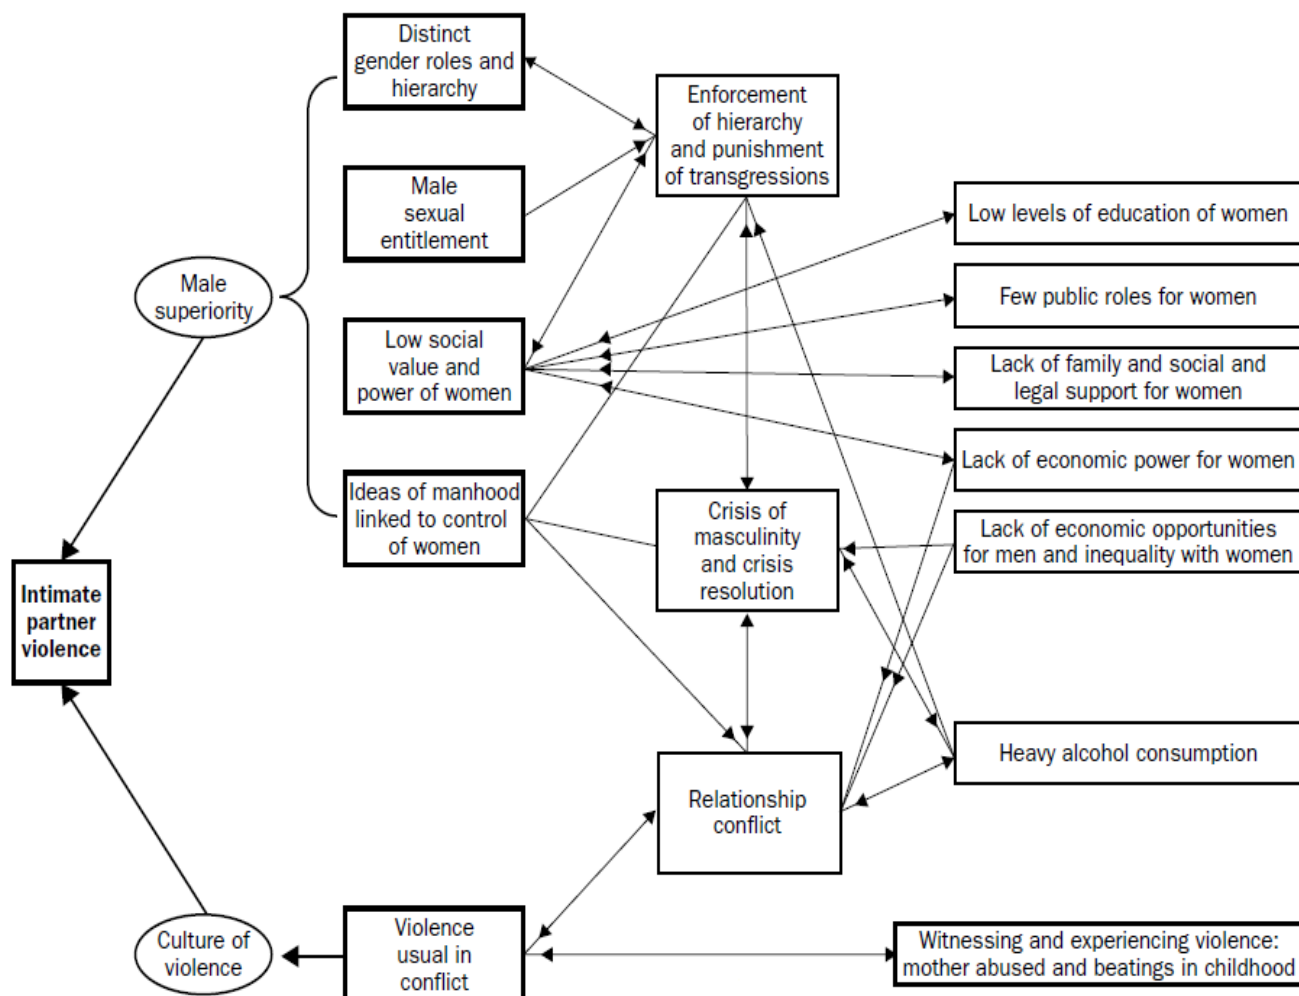 Distinct
gender roles and
hierarchy
Enforcement
of hierarchy
and punishment
of transgressions
Male
sexual
entitlement
Low levels of education of women
Male
superiority
Few public roles for women
Low social
value and
power of women
Lack of family and social and
legal support for women
Lack of economic power for women
Ideas of manhood
linked to control
of women
Crisis of
masculinity
and crisis
resolution
Lack of economic opportunities
for men and inequality with women
Intimate
partner
violence
Heavy alcohol consumption
Relationship
conflict
Culture of
violence
Violence
usual in
conflict
Witnessing and experiencing violence:
mother abused and beatings in childhood